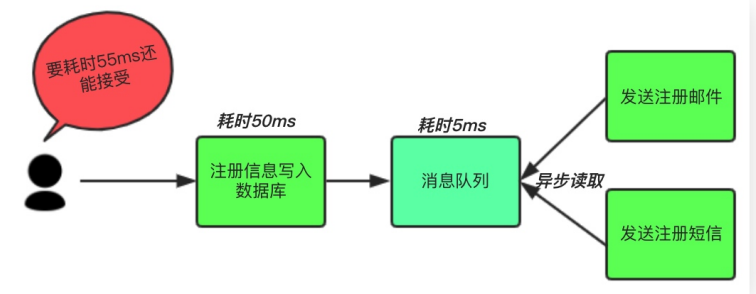 要耗时55ms还
能接受
耗时50ms
注册信息写入
数据库
耗时5ms
消息队列
异步读取
发送注册邮件
发送注册短信